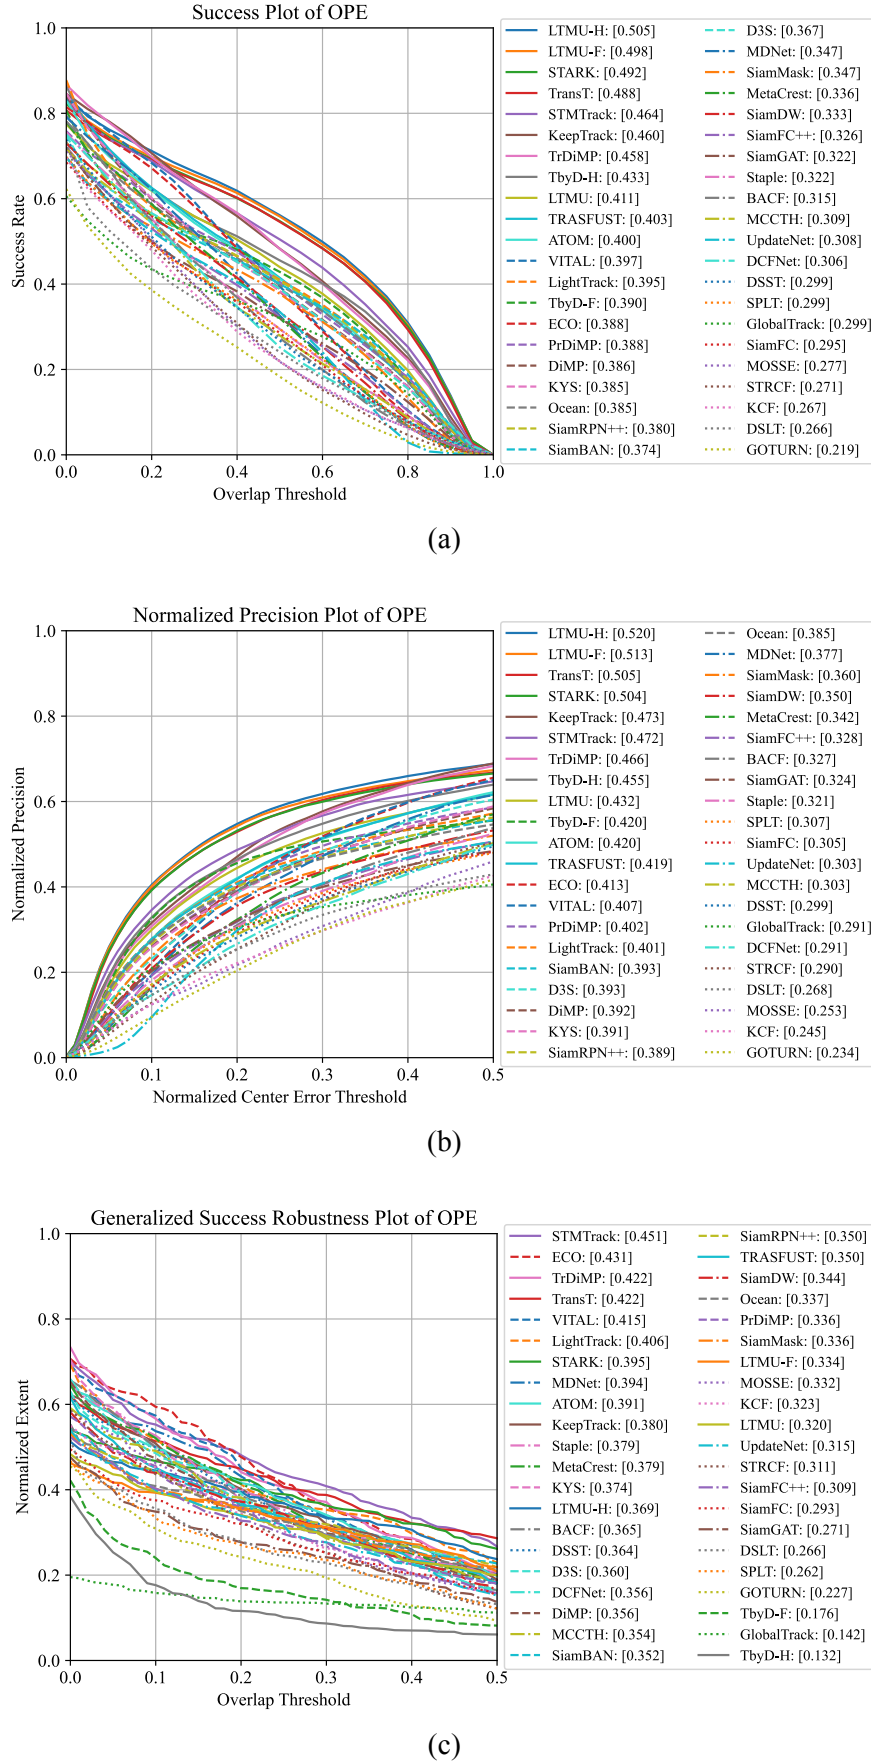 Success Plot of OPE
1.0
0.8
0.6
0.4
0.2
0.0
Success Rate
0.0 0.2 0.4 0.6 0.8 1.0
Overlap Threshold
LTMU-H: [0.505]
LTMU-F: [0.498]
STARK: [0.492]
TransT: [0.488]
STMTrack: [0.464]
KeepTrack: [0.460]
TrDiMP: [0.458]
TbyD-H: [0.433]
LTMU: [0.411]
TRASFUST: [0.403]
ATOM: [0.400]
VITAL: [0.397]
LightTrack: [0.395]
TbyD-F: [0.390]
ECO: [0.388]
PrDiMP: [0.388]
DiMP: [0.386]
KYS: [0.385]
Ocean: [0.385]
SiamRPN++: [0.380]
SiamBAN: [0.374]
D3S: [0.367]
MDNet: [0.347]
SiamMask: [0.347]
MetaCrest: [0.336]
SiamDW: [0.333]
SiamFC++: [0.326]
SiamGAT: [0.322]
Staple: [0.322]
BACF: [0.315]
MCCTH: [0.309]
UpdateNet: [0.308]
DCFNet: [0.306]
DSST: [0.299]
SPLT: [0.299]
GlobalTrack: [0.299]
SiamFC: [0.295]
MOSSE: [0.277]
STRCF: [0.271]
KCF: [0.267]
DSLT: [0.266]
GOTURN: [0.219]
(a)
Normalized Precision Plot of OPE
1.0
0.8
0.6
0.4
0.2
0.0
Normalized Precision
0.0 0.1 0.2 0.3 0.4 0.5
Normalized Center Error Threshold
LTMU-H: [0.520]
LTMU-F: [0.513]
TransT: [0.505]
STARK: [0.504]
KeepTrack: [0.473]
STMTrack: [0.472]
TrDiMP: [0.466]
TbyD-H: [0.455]
LTMU: [0.432]
TbyD-F: [0.420]
ATOM: [0.420]
TRASFUST: [0.419]
ECO: [0.413]
VITAL: [0.407]
PrDiMP: [0.402]
LightTrack: [0.401]
SiamBAN: [0.393]
D3S: [0.393]
DiMP: [0.392]
KYS: [0.391]
SiamRPN++: [0.389]
Ocean: [0.385]
MDNet: [0.377]
SiamMask: [0.360]
SiamDW: [0.350]
MetaCrest: [0.342]
SiamFC++: [0.328]
BACF: [0.327]
SiamGAT: [0.324]
Staple: [0.321]
SPLT: [0.307]
SiamFC: [0.305]
UpdateNet: [0.303]
MCCTH: [0.303]
DSST: [0.299]
GlobalTrack: [0.291]
DCFNet: [0.291]
STRCF: [0.290]
DSLT: [0.268]
MOSSE: [0.253]
KCF: [0.245]
GOTURN: [0.234]
(b)
Generalized Success Robustness Plot of OPE
1.0
0.8
0.6
0.4
0.2
0.0
Normalized Extent
0.0 0.1 0.2 0.3 0.4 0.5
Overlap Threshold
STMTrack: [0.451]
ECO: [0.431]
TrDiMP: [0.422]
TransT: [0.422]
VITAL: [0.415]
LightTrack: [0.406]
STARK: [0.395]
MDNet: [0.394]
ATOM: [0.391]
KeepTrack: [0.380]
Staple: [0.379]
MetaCrest: [0.379]
KYS: [0.374]
LTMU-H: [0.369]
BACF: [0.365]
DSST: [0.364]
D3S: [0.360]
DCFNet: [0.356]
DiMP: [0.356]
MCCTH: [0.354]
SiamBAN: [0.352]
SiamRPN++: [0.350]
TRASFUST: [0.350]
SiamDW: [0.344]
Ocean: [0.337]
PrDiMP: [0.336]
SiamMask: [0.336]
LTMU-F: [0.334]
MOSSE: [0.332]
KCF: [0.323]
LTMU: [0.320]
UpdateNet: [0.315]
STRCF: [0.311]
SiamFC++: [0.309]
SiamFC: [0.293]
SiamGAT: [0.271]
DSLT: [0.266]
SPLT: [0.262]
GOTURN: [0.227]
TbyD-F: [0.176]
GlobalTrack: [0.142]
TbyD-H: [0.132]
(c)